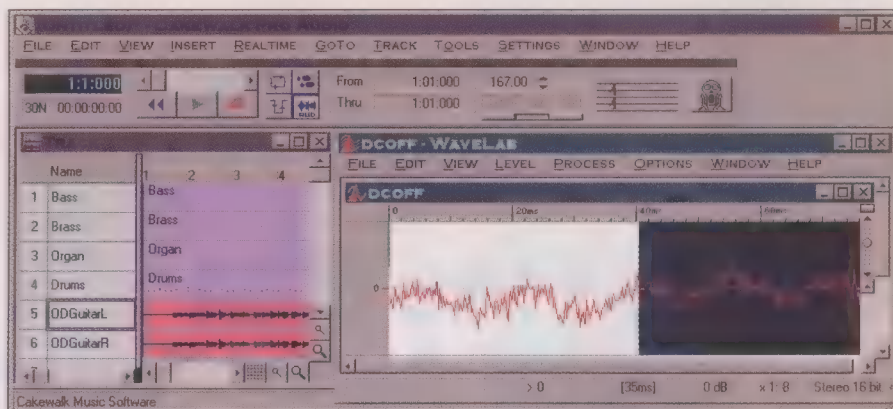 CAKEWALK PRO AUDIO
FILE EDIT VIEW INSERT REALTIME GOTO TRACK TOOLS SETTINGS WINDOW HELP
1:1:000
From 1:01:000 167.00
30N 00:00:00:00
Thru 1:01:000
DCOFF - WAVELAB
FILE EDIT VIEW LEVEL PROCESS OPTIONS WINDOW HELP
DCOFF
Name
1 2 3 4
1 Bass Bass
2 Brass Brass
3 Organ Organ
4 Drums Drums
5 ODGuitarL
6 ODGuitarR
0 20ms 40ms 60ms
0
> 0 [35ms] 0 dB x 1: 8 Stereo 16 bit
Cakewalk Music Software